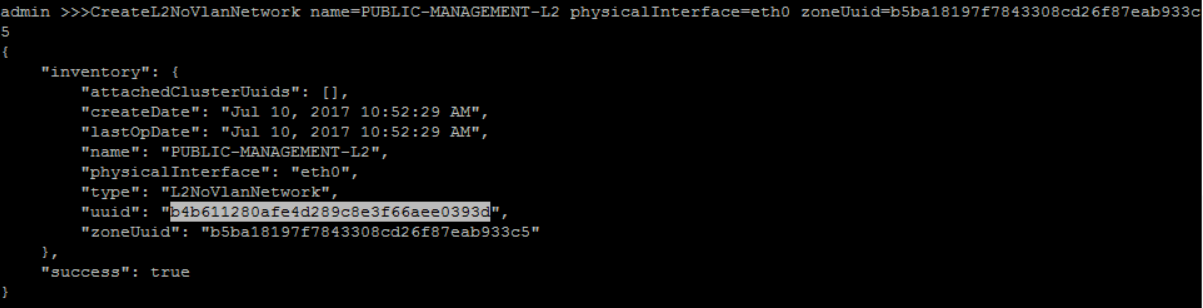 admin >>>CreateL2NoVlanNetwork name=PUBLIC-MANAGEMENT-L2 physicalInterface=eth0 zoneUuid=b5ba18197f7843308cd26f87eab933c
5
{
    "inventory": {
        "attachedClusterUuids": [],
        "createDate": "Jul 10, 2017 10:52:29 AM",
        "lastOpDate": "Jul 10, 2017 10:52:29 AM",
        "name": "PUBLIC-MANAGEMENT-L2",
        "physicalInterface": "eth0",
        "type": "L2NoVlanNetwork",
        "uuid": "b4b611280afe4d289c8e3f66aee0393d",
        "zoneUuid": "b5ba18197f7843308cd26f87eab933c5"
    },
    "success": true
}